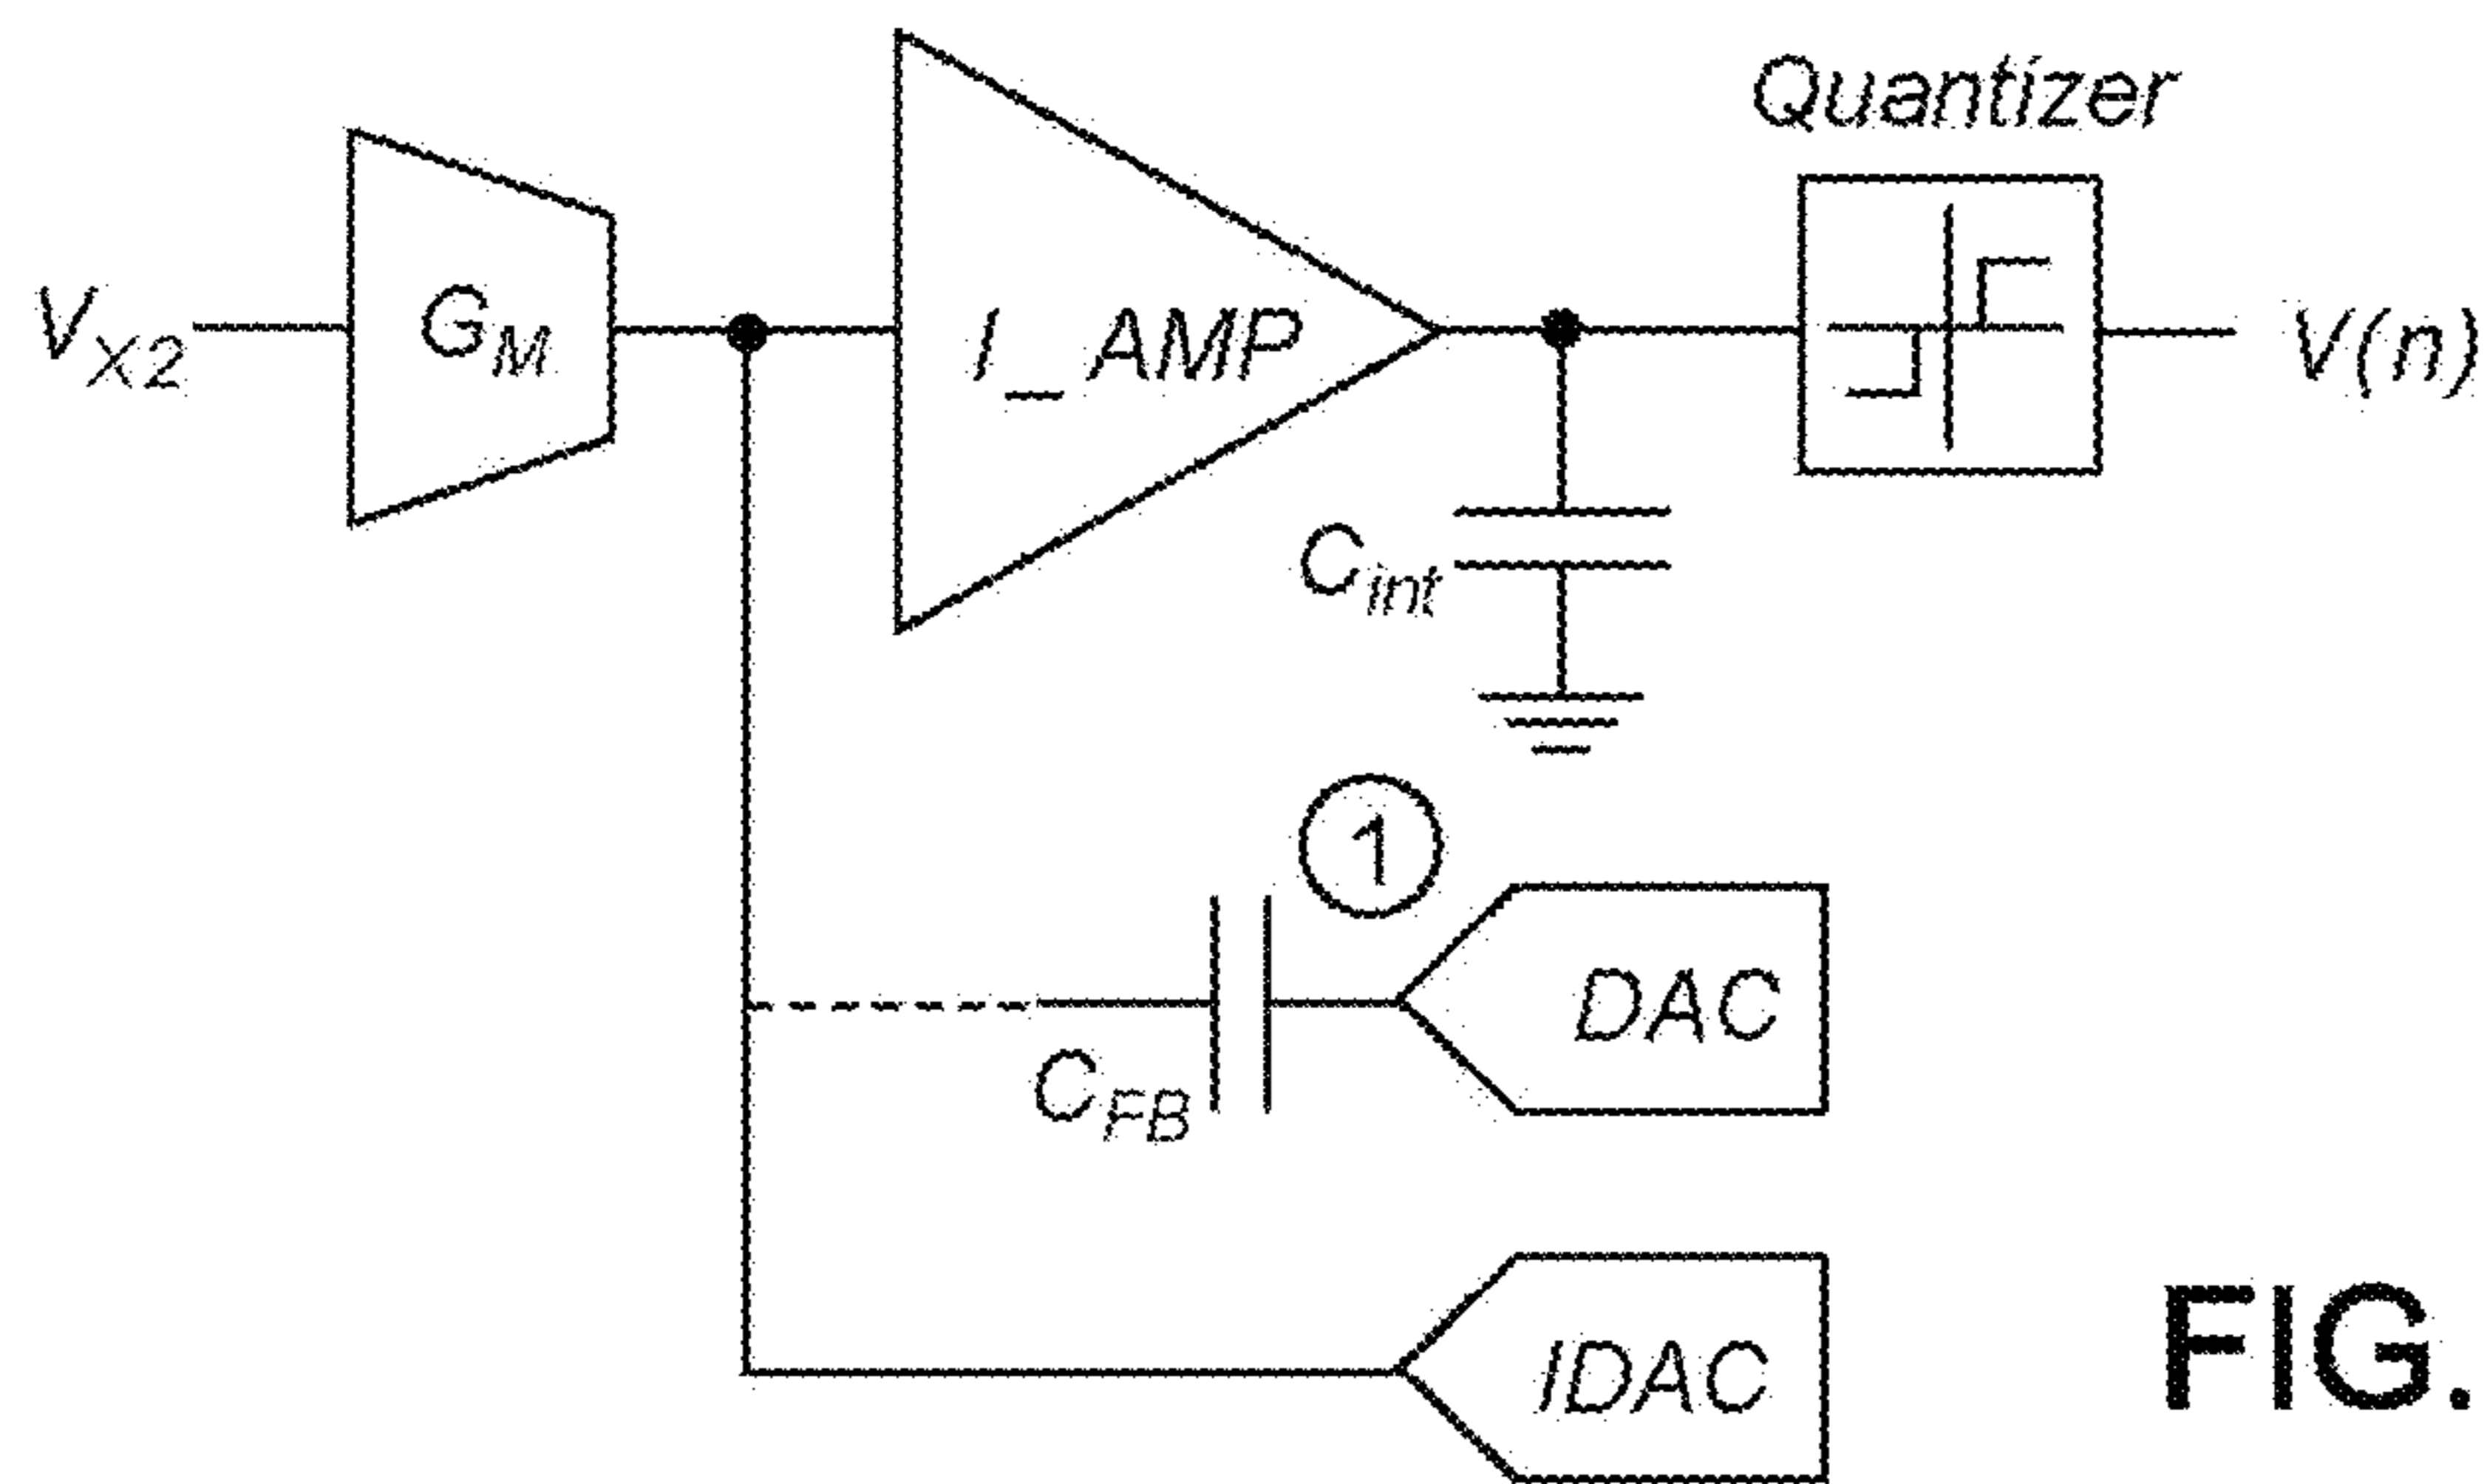 Quantizer
V_X2
G_M
I_AMP
V(n)
C_int
1
DAC
C_FB
IDAC
FIG.